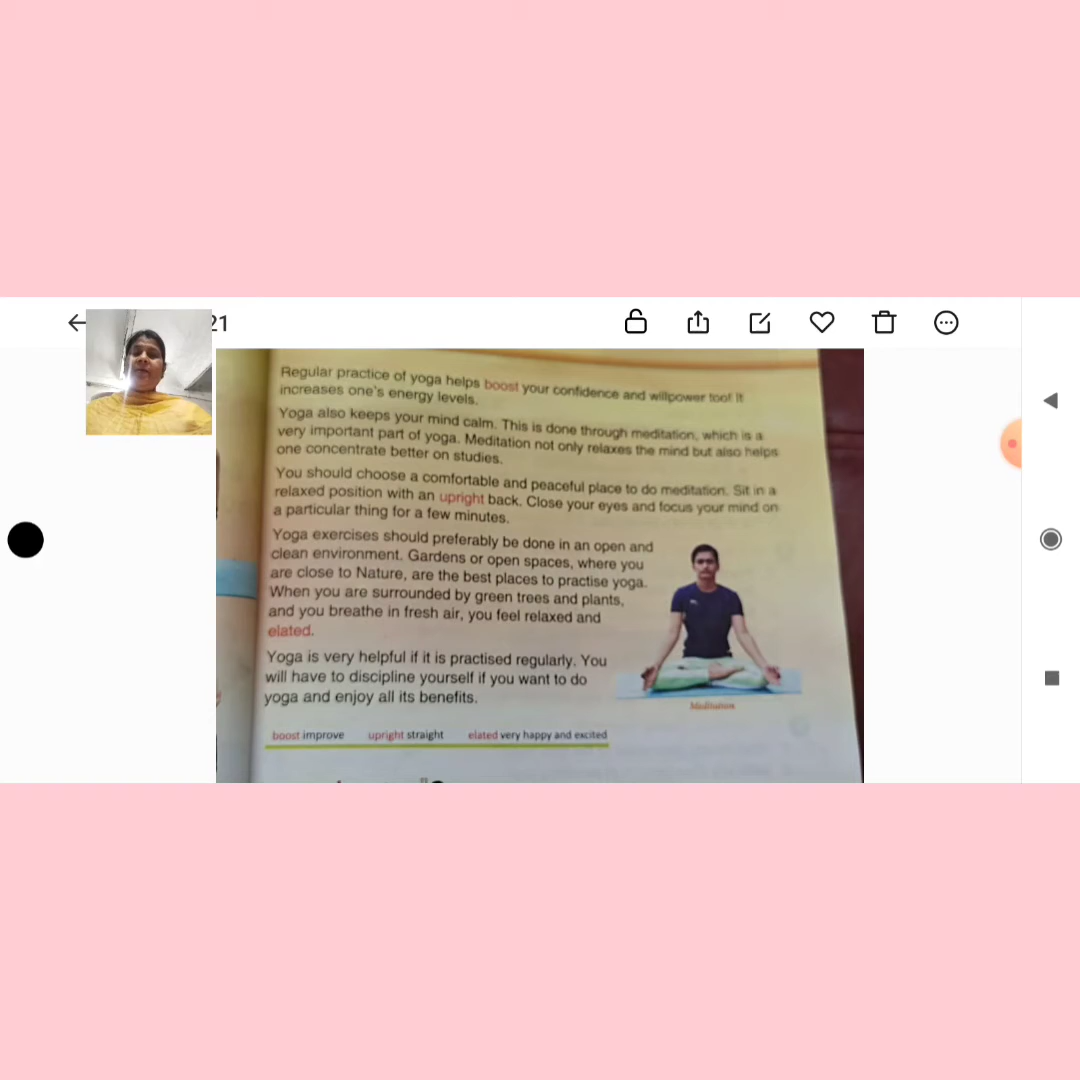 21
Regular practice of yoga helps boost your confidence and willpower too! It
increases one's energy levels.
Yoga also keeps your mind calm. This is done through meditation, which is a
very important part of yoga. Meditation not only relaxes the mind but also helps
one concentrate better on studies.
You should choose a comfortable and peaceful place to do meditation. Sit in a
relaxed position with an upright back. Close your eyes and focus your mind on
a particular thing for a few minutes.
Yoga exercises should preferably be done in an open and
clean environment. Gardens or open spaces, where you
are close to Nature, are the best places to practise yoga.
When you are surrounded by green trees and plants,
and you breathe in fresh air, you feel relaxed and
elated.
Yoga is very helpful if it is practised regularly. You
will have to discipline yourself if you want to do
yoga and enjoy all its benefits.
Meditation
boost improve upright straight elated very happy and excited